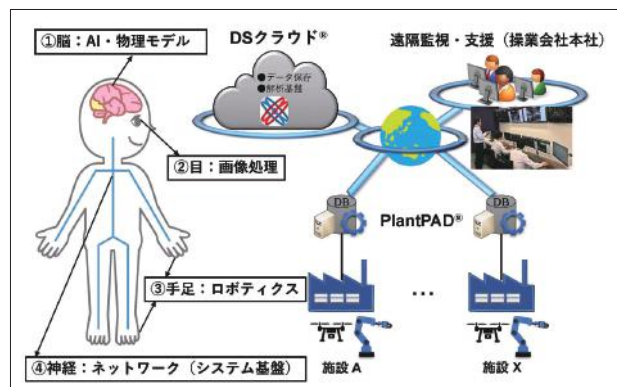 ①脳：AI・物理モデル
DSクラウド®
●データ保存
●解析基盤
遠隔監視・支援（操業会社本社）
②目：画像処理
DB
PlantPAD®
DB
③手足：ロボティクス
…
④神経：ネットワーク（システム基盤）
施設A
施設X